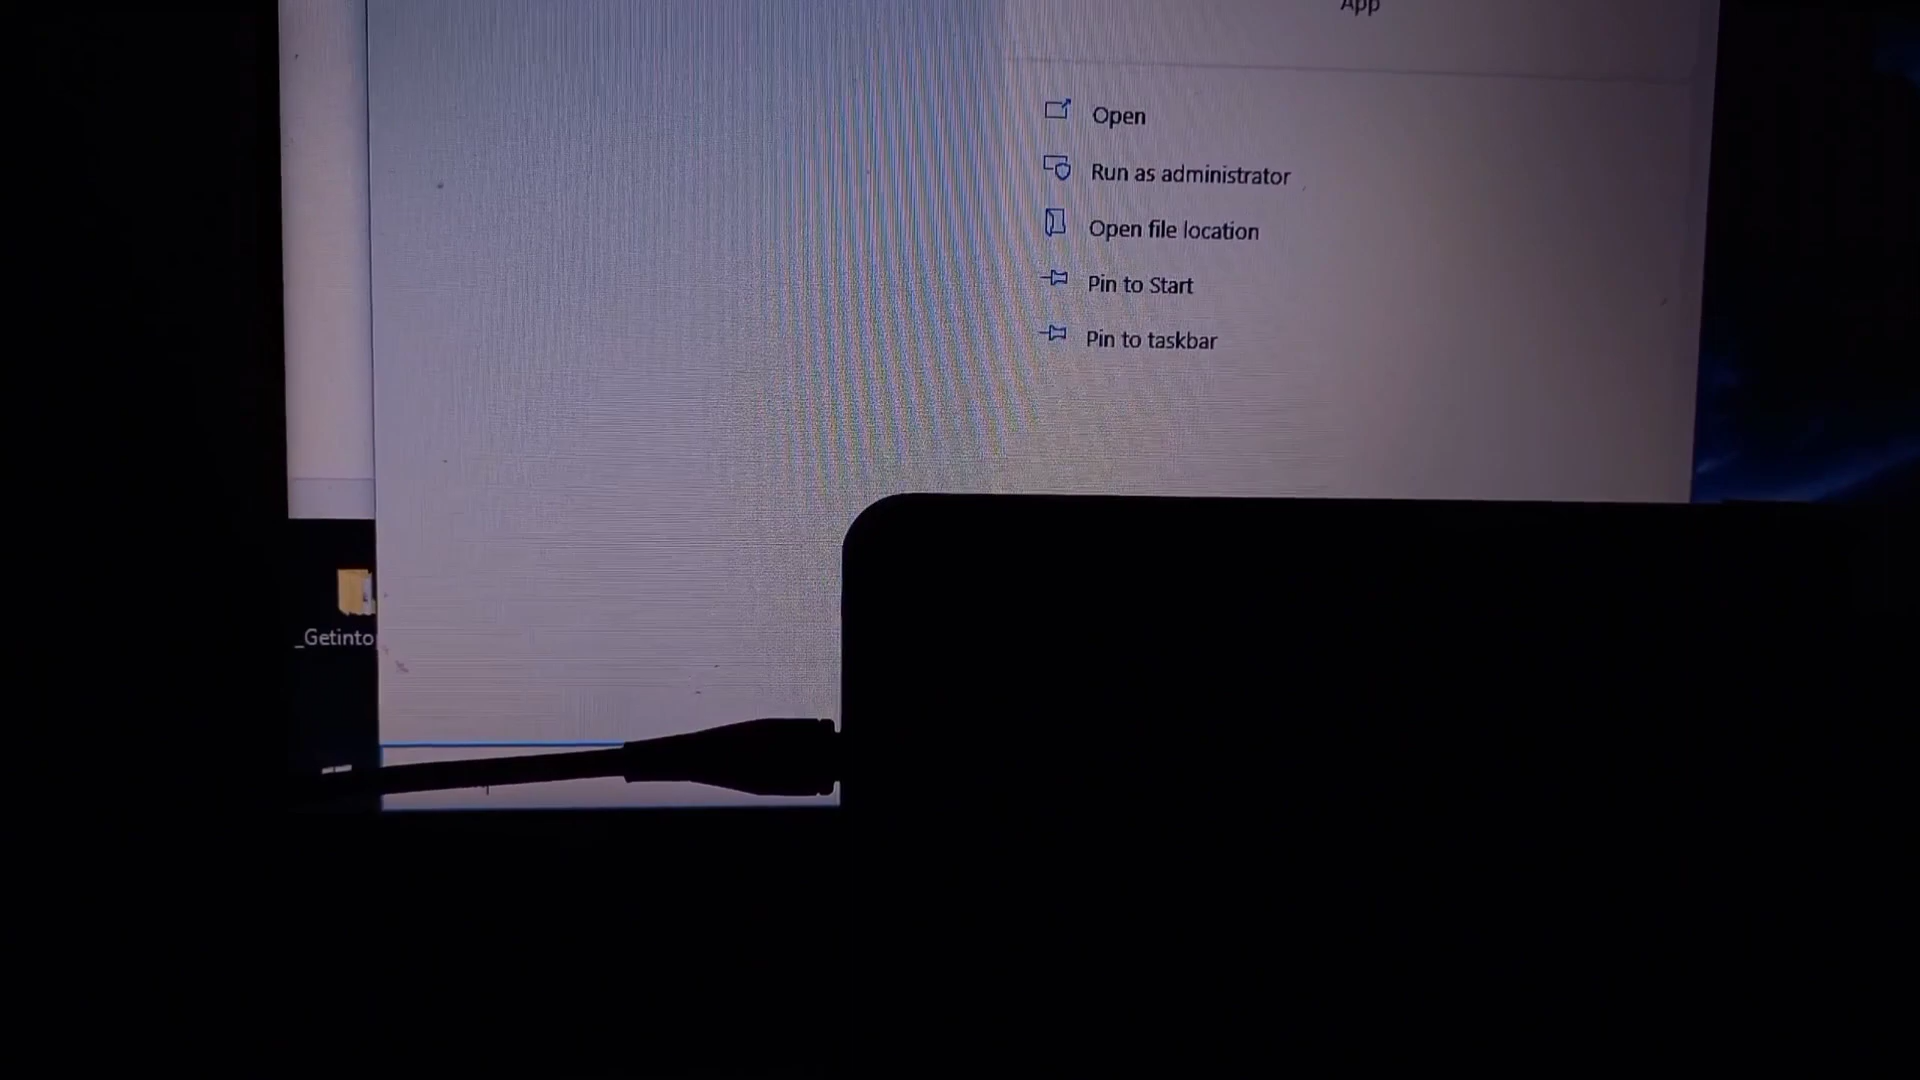 App
Open
Run as administrator
Open file location
Pin to Start
Pin to taskbar
_Getinto